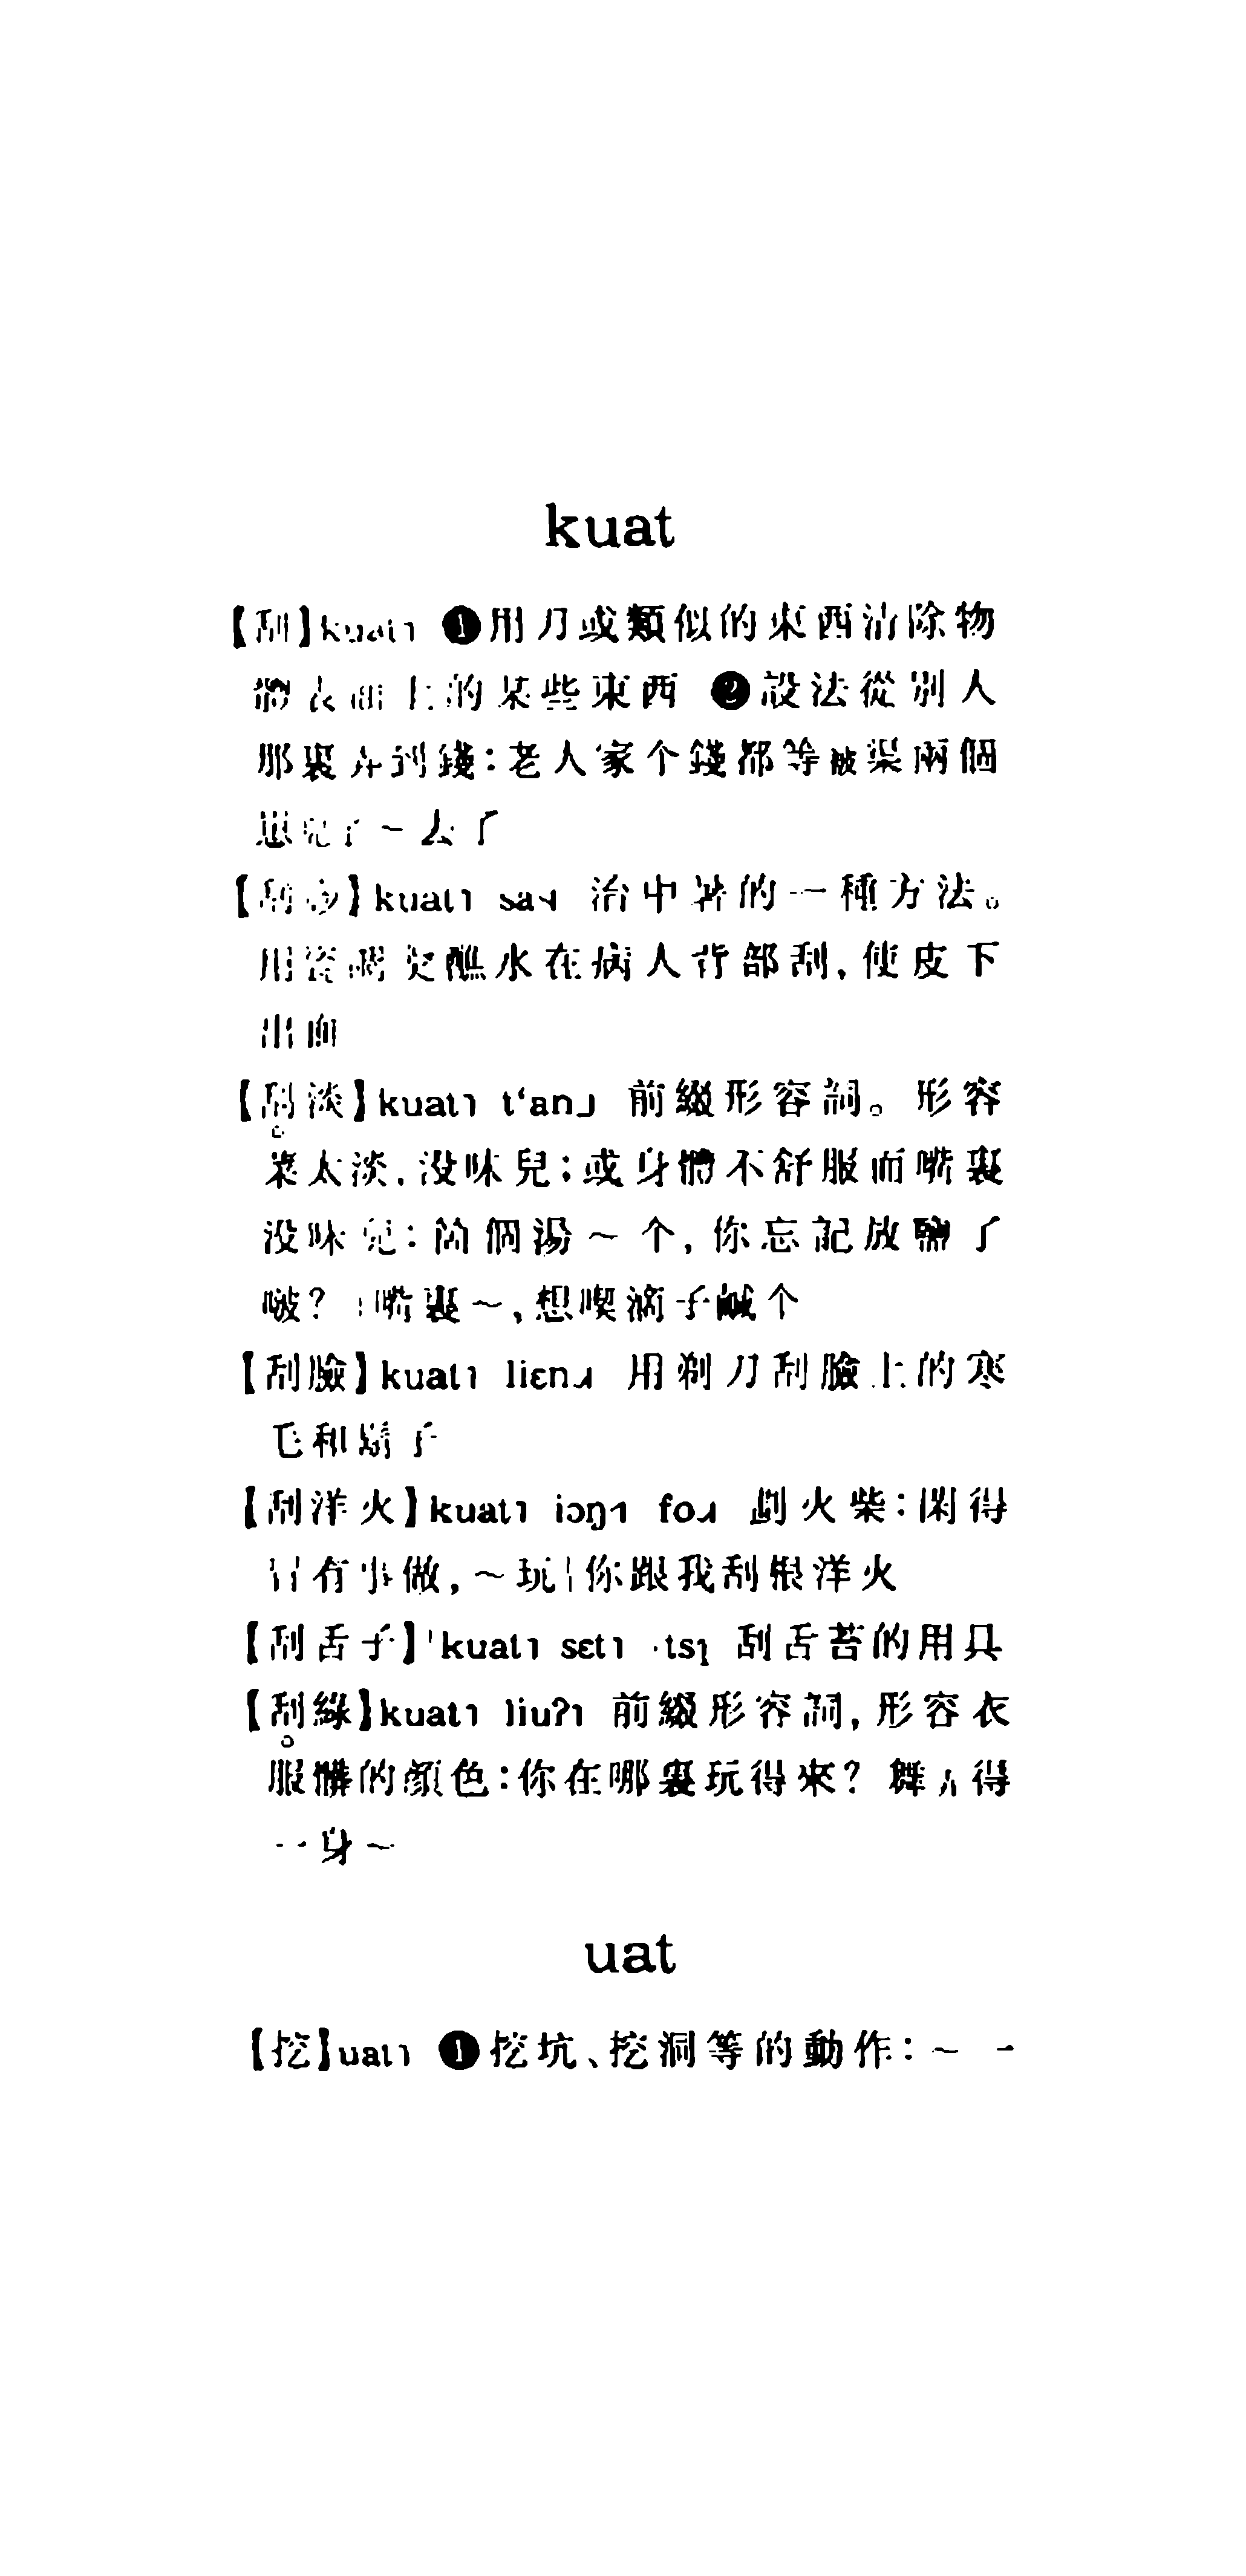 kuat
【刮】kuat˥ ❶用刀或類似的東西清除物
體表面上的某些東西 ❷設法從別人
那裏弄到錢：老人家个錢都等被渠兩個
崽兒子～去了
【刮痧】kuat˥ sa˧ 治中暑的一種方法。
用瓷碗蘸水在病人背部刮，使皮下
出血
【刮淡】kuat˥ t‘an˩ 前綴形容詞。形容
菜太淡，没味兒；或身體不舒服而嘴裏
没味兒：箇個湯～个，你忘記放鹽了
啵？｜嘴裏～，想喫滴子鹹个
【刮臉】kuat˥ liɛn˩ 用剃刀刮臉上的寒
毛和鬍子
【刮洋火】kuat˥ iɔŋ˧ fo˩ 劃火柴：閑得
冇有事做，～玩｜你跟我刮根洋火
【刮舌子】ˈkuat˥ sɛt˥ ·tsɿ 刮舌苔的用具
【刮綠】kuat˥ liuʔ˥ 前綴形容詞，形容衣
服髒的顔色：你在哪裏玩得來？舞得
一身～
uat
【挖】uat˥ ❶挖坑、挖洞等的動作：～一